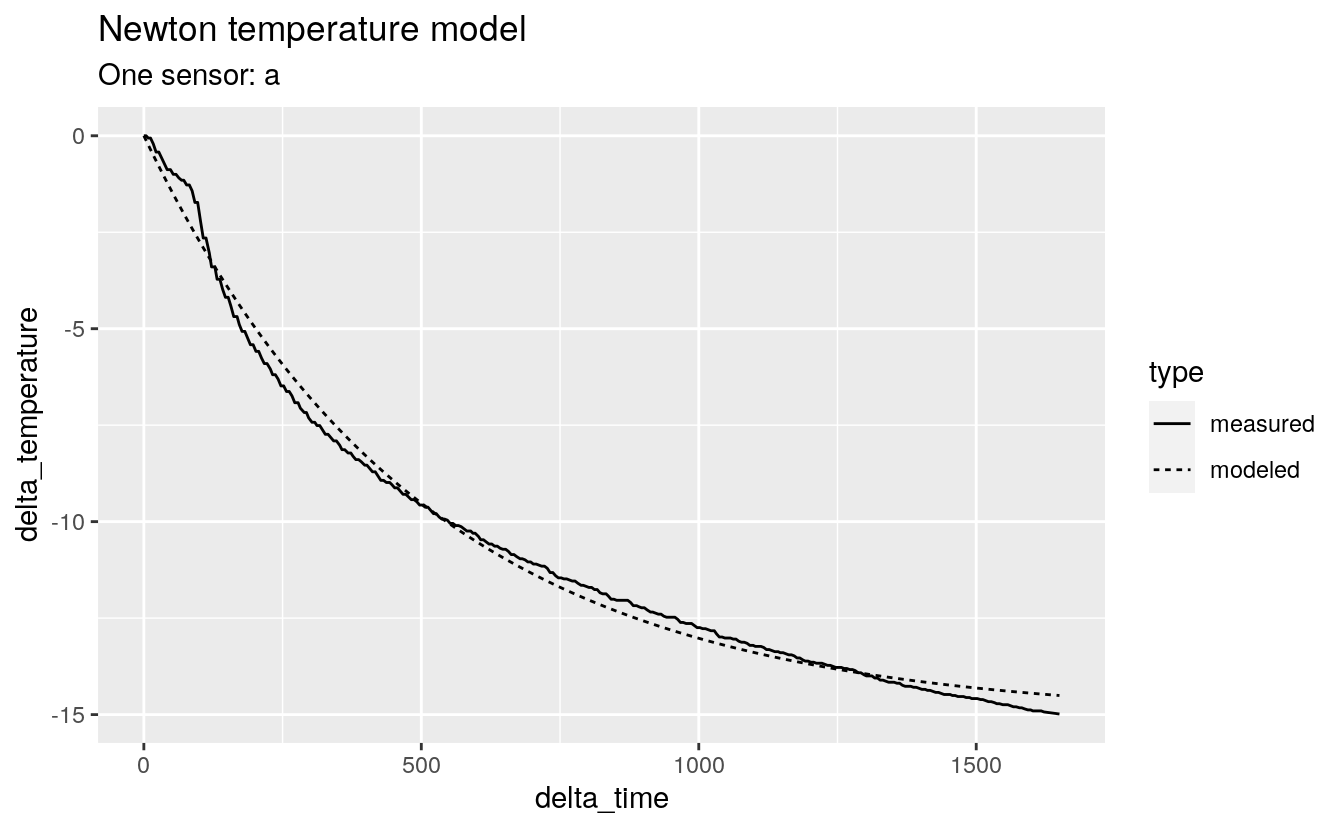 Newton temperature model
One sensor: a
delta_temperature
0
-5
-10
-15
0
500
1000
1500
delta_time
type
measured
modeled